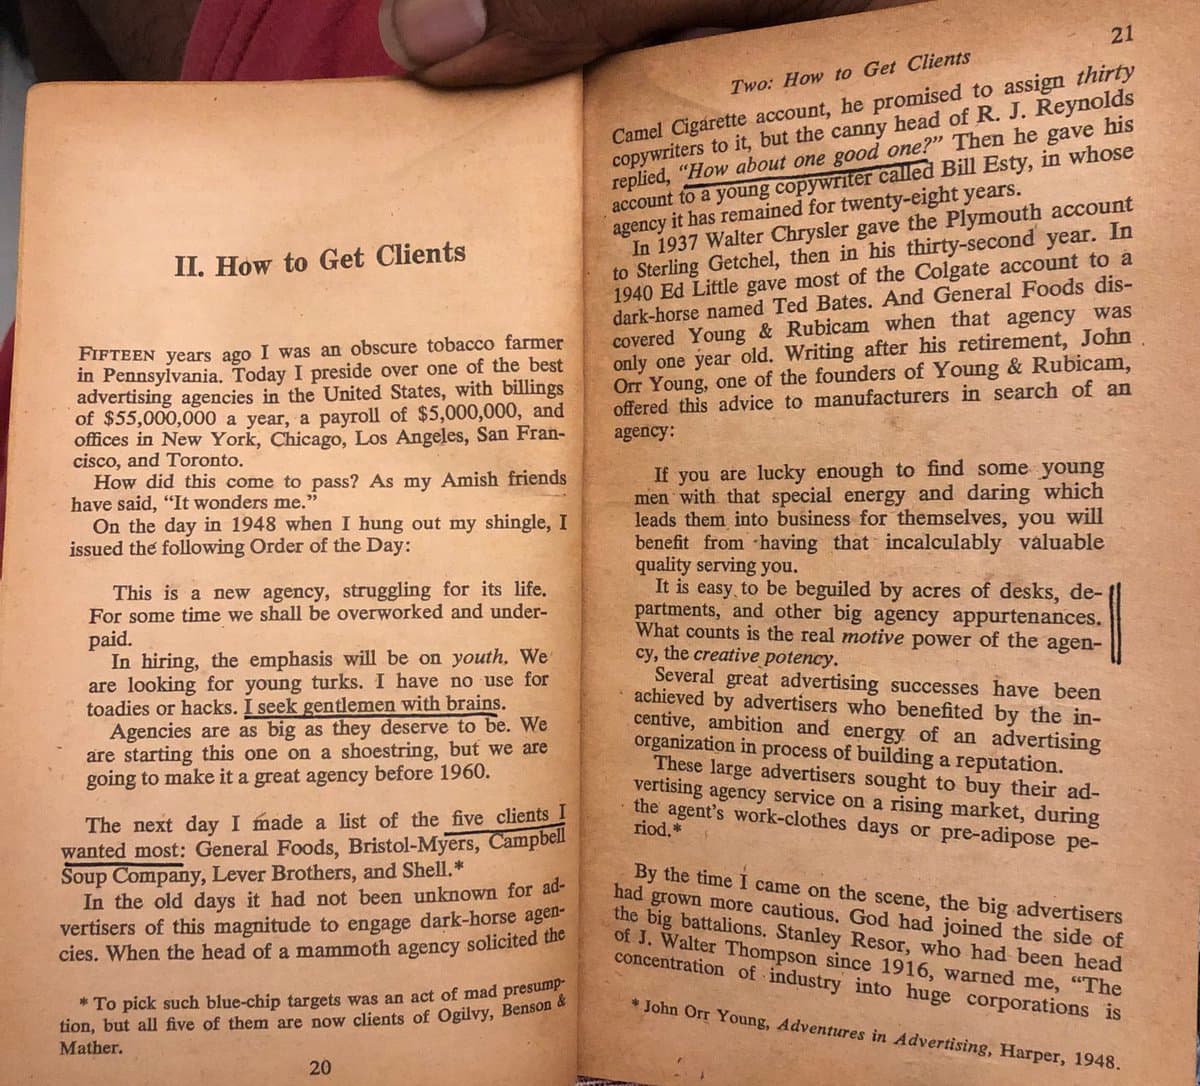 II. How to Get Clients
FIFTEEN years ago I was an obscure tobacco farmer
in Pennsylvania. Today I preside over one of the best
advertising agencies in the United States, with billings
of $55,000,000 a year, a payroll of $5,000,000, and
offices in New York, Chicago, Los Angeles, San Fran-
cisco, and Toronto.
How did this come to pass? As my Amish friends
have said, “It wonders me.”
On the day in 1948 when I hung out my shingle, I
issued the following Order of the Day:
This is a new agency, struggling for its life.
For some time we shall be overworked and under-
paid.
In hiring, the emphasis will be on youth. We
are looking for young turks. I have no use for
toadies or hacks. I seek gentlemen with brains.
Agencies are as big as they deserve to be. We
are starting this one on a shoestring, but we are
going to make it a great agency before 1960.
The next day I made a list of the five clients I
wanted most: General Foods, Bristol-Myers, Campbell
Soup Company, Lever Brothers, and Shell.*
In the old days it had not been unknown for ad-
vertisers of this magnitude to engage dark-horse agen-
cies. When the head of a mammoth agency solicited the
* To pick such blue-chip targets was an act of mad presump-
tion, but all five of them are now clients of Ogilvy, Benson &
Mather.
20
21
Two: How to Get Clients
Camel Cigarette account, he promised to assign thirty
copywriters to it, but the canny head of R. J. Reynolds
replied, “How about one good one?” Then he gave his
account to a young copywriter called Bill Esty, in whose
agency it has remained for twenty-eight years.
In 1937 Walter Chrysler gave the Plymouth account
to Sterling Getchel, then in his thirty-second year. In
1940 Ed Little gave most of the Colgate account to a
dark-horse named Ted Bates. And General Foods dis-
covered Young & Rubicam when that agency was
only one year old. Writing after his retirement, John
Orr Young, one of the founders of Young & Rubicam,
offered this advice to manufacturers in search of an
agency:
If you are lucky enough to find some young
men with that special energy and daring which
leads them into business for themselves, you will
benefit from having that incalculably valuable
quality serving you.
It is easy to be beguiled by acres of desks, de-
partments, and other big agency appurtenances.
What counts is the real motive power of the agen-
cy, the creative potency.
Several great advertising successes have been
achieved by advertisers who benefited by the in-
centive, ambition and energy of an advertising
organization in process of building a reputation.
These large advertisers sought to buy their ad-
vertising agency service on a rising market, during
the agent's work-clothes days or pre-adipose pe-
riod.*
By the time I came on the scene, the big advertisers
had grown more cautious. God had joined the side of
the big battalions. Stanley Resor, who had been head
of J. Walter Thompson since 1916, warned me, “The
concentration of industry into huge corporations is
* John Orr Young, Adventures in Advertising, Harper, 1948.